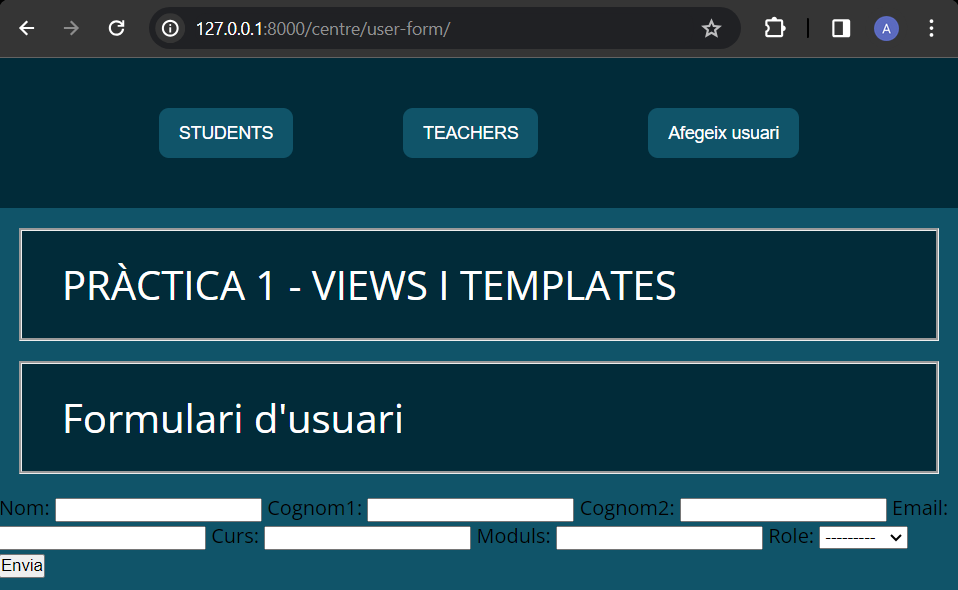 127.0.0.1:8000/centre/user-form/
A
STUDENTS TEACHERS Afegeix usuari
PRÀCTICA 1 - VIEWS I TEMPLATES
Formulari d'usuari
Nom: Cognom1: Cognom2: Email:
Curs: Moduls: Role: ---------
Envia